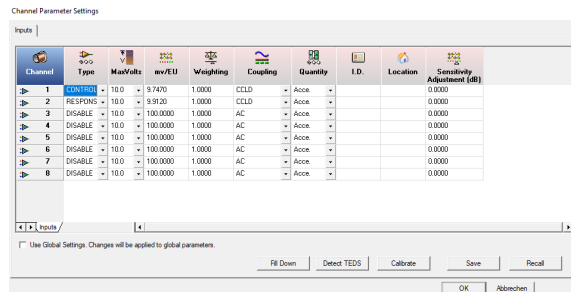 Channel Parameter Settings
Inputs
Channel Type MaxVolts mv/EU Weighting Coupling Quantity I.D. Location Sensitivity Adjustment (dB)
1 CONTROL 10.0 9.7470 1.0000 CCLD Acce. 0.0000
2 RESPONS 10.0 9.9120 1.0000 CCLD Acce. 0.0000
3 DISABLE 10.0 100.0000 1.0000 AC Acce. 0.0000
4 DISABLE 10.0 100.0000 1.0000 AC Acce. 0.0000
5 DISABLE 10.0 100.0000 1.0000 AC Acce. 0.0000
6 DISABLE 10.0 100.0000 1.0000 AC Acce. 0.0000
7 DISABLE 10.0 100.0000 1.0000 AC Acce. 0.0000
8 DISABLE 10.0 100.0000 1.0000 AC Acce. 0.0000
Inputs
Use Global Settings. Changes will be applied to global parameters.
Fill Down Detect TEDS Calibrate Save Recall
OK Abbrechen